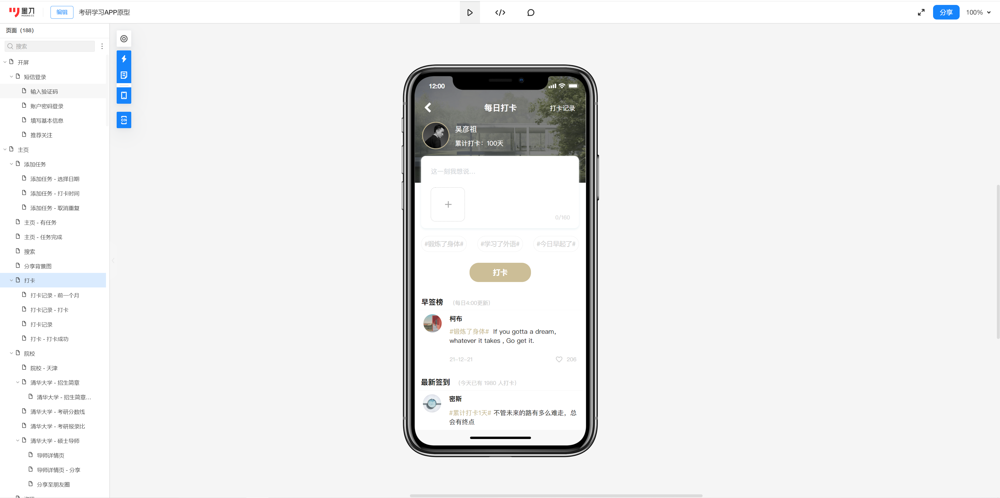 墨刀
MODAO.CC
编辑
考研学习APP原型
分享
100%
页面（188）
搜索
开屏
短信登录
输入验证码
账户密码登录
填写基本信息
推荐关注
主页
添加任务
添加任务 - 选择日期
添加任务 - 打卡时间
添加任务 - 取消重复
主页 - 有任务
主页 - 任务完成
搜索
分享背景图
打卡
打卡记录 - 前一个月
打卡记录 - 打卡
打卡记录
打卡 - 打卡成功
院校
院校 - 天津
清华大学 - 招生简章
清华大学 - 招生简章...
清华大学 - 考研分数线
清华大学 - 考研报录比
清华大学 - 硕士导师
导师详情页
导师详情页 - 分享
分享至朋友圈
ON
12:00
每日打卡
打卡记录
吴彦祖
累计打卡：100天
这一刻我想说...
0/160
#锻炼了身体#
#学习了外语#
#今日早起了#
打卡
早签榜 （每日4:00更新）
柯布
#锻炼了身体# If you gotta a dream,
whatever it takes , Go get it.
21-12-21
206
最新签到 （今天已有 1980 人打卡）
密斯
#累计打卡1天# 不管未来的路有多么难走，总
会有终点